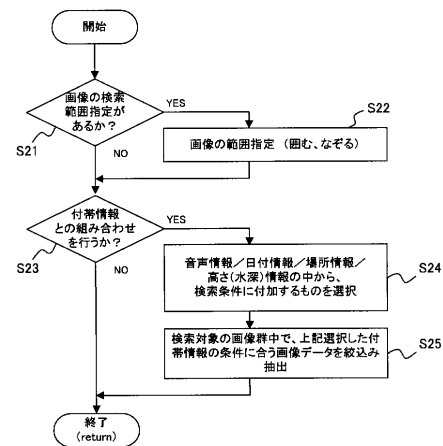 開始
画像の検索
範囲指定が
あるか？
YES
S21
NO
S22
画像の範囲指定 (囲む、なぞる)
付帯情報
との組み合わせを
行うか？
YES
S23
NO
音声情報／日付情報／場所情報／
高さ(水深)情報の中から、
検索条件に付加するものを選択
S24
検索対象の画像群中で、上記選択した付
帯情報の条件に合う画像データを絞込み
抽出
S25
終了
(return)